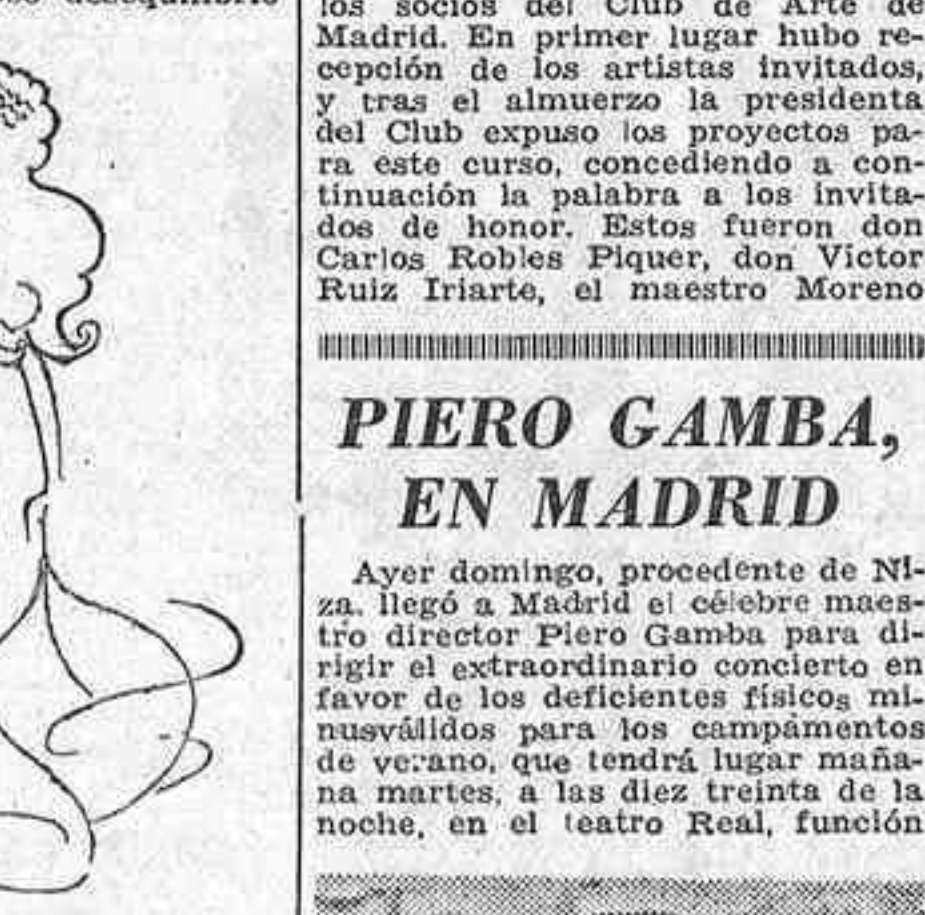 desequilibrio
los socios del Club de Arte de
Madrid. En primer lugar hubo re-
cepción de los artistas invitados,
y tras el almuerzo la presidenta
del Club expuso los proyectos pa-
ra este curso, concediendo a con-
tinuación la palabra a los invita-
dos de honor. Estos fueron don
Carlos Robles Piquer, don Victor
Ruiz Iriarte, el maestro Moreno
PIERO GAMBA,
EN MADRID
Ayer domingo, procedente de Ni-
za, llegó a Madrid el célebre maes-
tro director Piero Gamba para di-
rigir el extraordinario concierto en
favor de los deficientes físicos mi-
nusválidos para los campamentos
de verano, que tendrá lugar maña-
na martes, a las diez treinta de la
noche, en el teatro Real, función